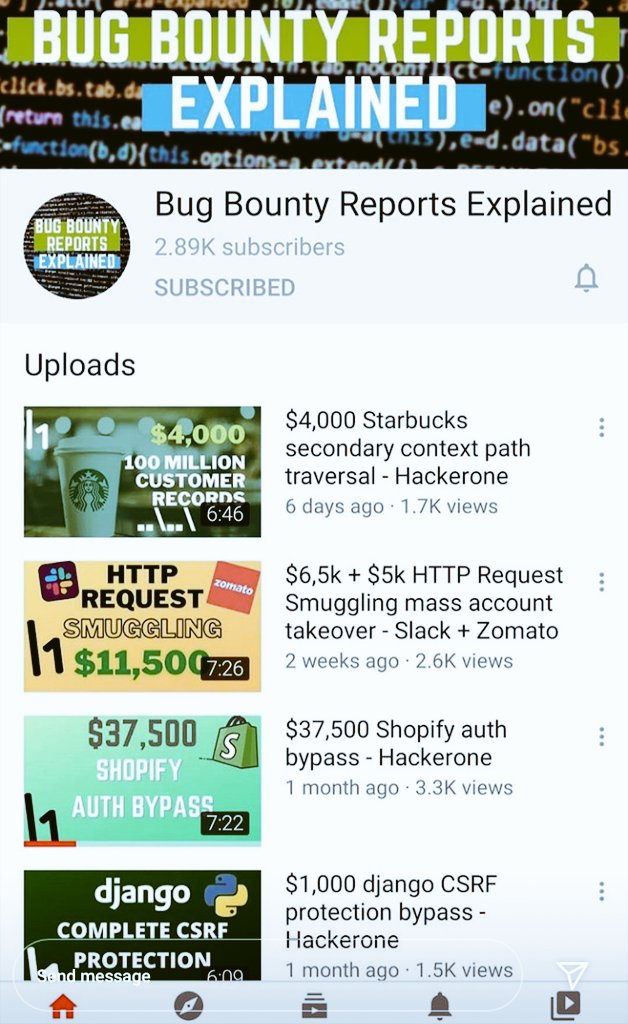 BUG BOUNTY REPORTS
EXPLAINED
BUG BOUNTY
REPORTS
EXPLAINED
Bug Bounty Reports Explained
2.89K subscribers
SUBSCRIBED
Uploads
$4,000
100 MILLION
CUSTOMER
RECORDS
..\..\
6:46
$4,000 Starbucks
secondary context path
traversal - Hackerone
6 days ago · 1.7K views
HTTP
REQUEST
zomato
SMUGGLING
$11,500
7:26
$6,5k + $5k HTTP Request
Smuggling mass account
takeover - Slack + Zomato
2 weeks ago · 2.6K views
$37,500
SHOPIFY
AUTH BYPASS
7:22
$37,500 Shopify auth
bypass - Hackerone
1 month ago · 3.3K views
django
COMPLETE CSRF
PROTECTION
6:09
$1,000 django CSRF
protection bypass -
Hackerone
1 month ago · 1.5K views
Send message